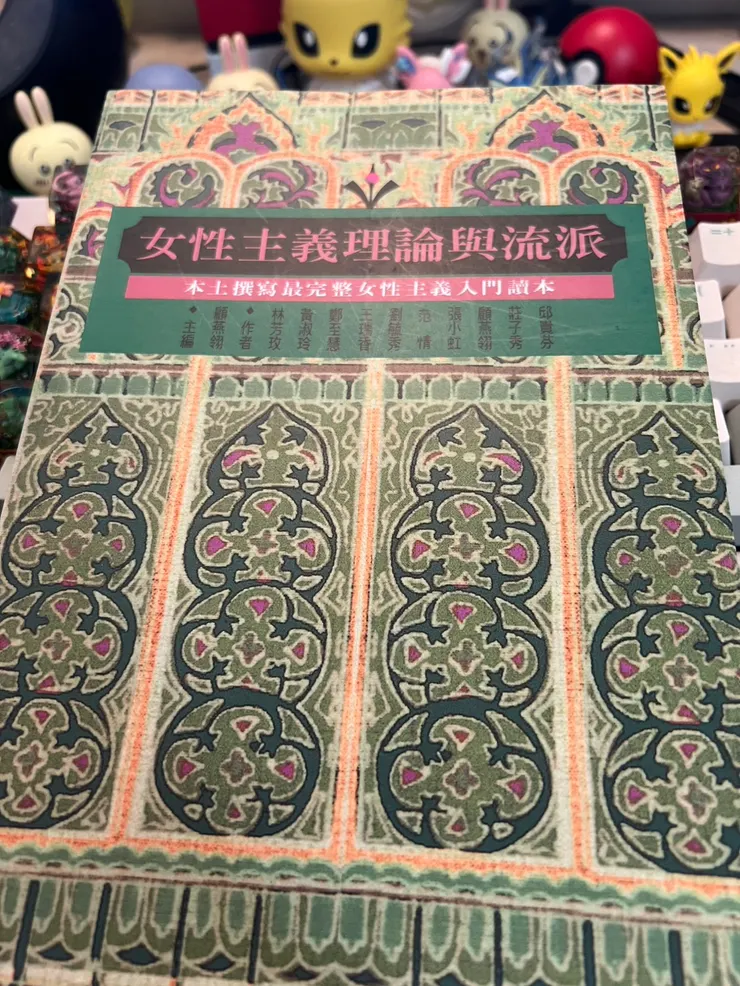 女性主義理論與流派
本土撰寫最完整女性主義入門讀本
邱貴芬
莊子秀
顧燕翎
張小虹
范情
劉毓秀
王瑞香
鄭至慧
黃淑玲
林芳玫
◆作者
顧燕翎
◆主編